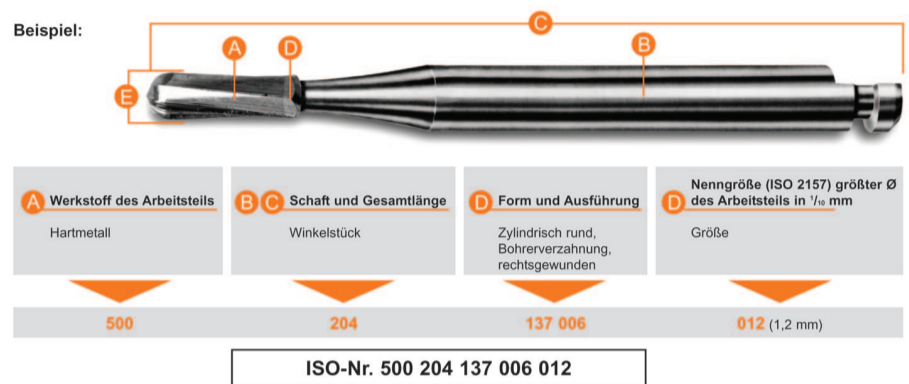 Beispiel:
C
A
D
B
E
A Werkstoff des Arbeitsteils
Hartmetall
B C Schaft und Gesamtlänge
Winkelstück
D Form und Ausführung
Zylindrisch rund,
Bohrerverzahnung,
rechtsgewunden
Nenngröße (ISO 2157) größter Ø
D des Arbeitsteils in 1/10 mm
Größe
500
204
137 006
012 (1,2 mm)
ISO-Nr. 500 204 137 006 012